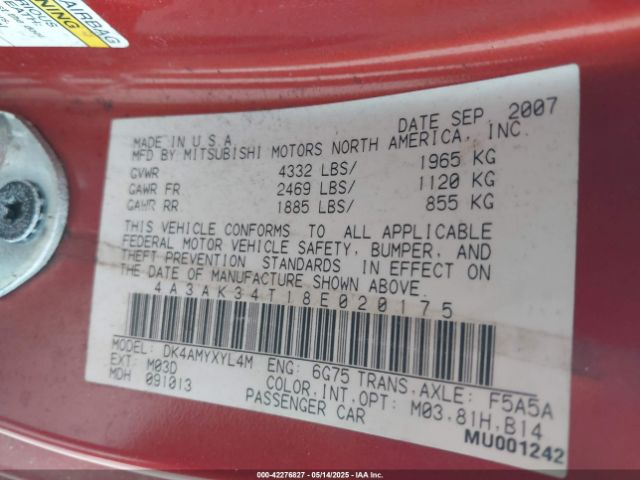 AIRBAG
WARNING
MADE IN U.S.A. DATE SEP 2007
MFD BY MITSUBISHI MOTORS NORTH AMERICA, INC.
GVWR 4332 LBS/ 1965 KG
GAWR FR 2469 LBS/ 1120 KG
GAWR RR 1885 LBS/ 855 KG
THIS VEHICLE CONFORMS TO ALL APPLICABLE
FEDERAL MOTOR VEHICLE SAFETY, BUMPER, AND
THEFT PREVENTION STANDARDS IN EFFECT ON
THE DATE OF MANUFACTURE SHOWN ABOVE.
4A3AK34T18E020175
MODEL: DK4AMYXYL4M ENG: 6G75 TRANS.AXLE: F5A5A
EXT: M03D COLOR.INT.OPT: M03.81H.B14
MDH 091013 PASSENGER CAR
MU001242
000-42276827 - 05/14/2025 - IAAI